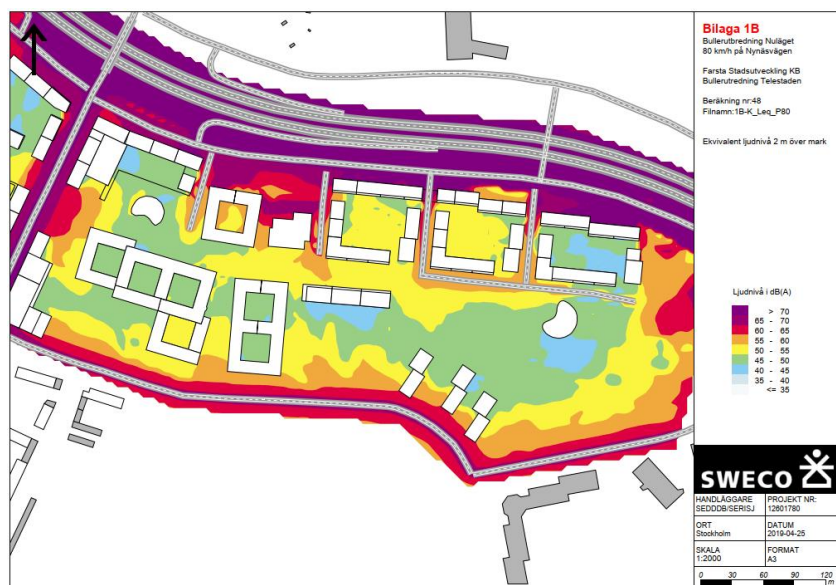 Bilaga 1B
Bullerutbredning Nuläget
80 km/h på Nynäsvägen
Farsta Stadsutveckling KB
Bullerutredning Telestaden
Beräkning nr:48
Filnamn:1B-K_Leq_P80
Ekvivalent ljudnivå 2 m över mark
Ljudnivå i dB(A)
> 70
65 - 70
60 - 65
55 - 60
50 - 55
45 - 50
40 - 45
35 - 40
<= 35
SWECO
HANDLÄGGARE
SEDDDB/SERISJ
PROJEKT NR:
12601780
ORT
Stockholm
DATUM
2019-04-25
SKALA
1:2000
FORMAT
A3
0 30 60 90 120
m